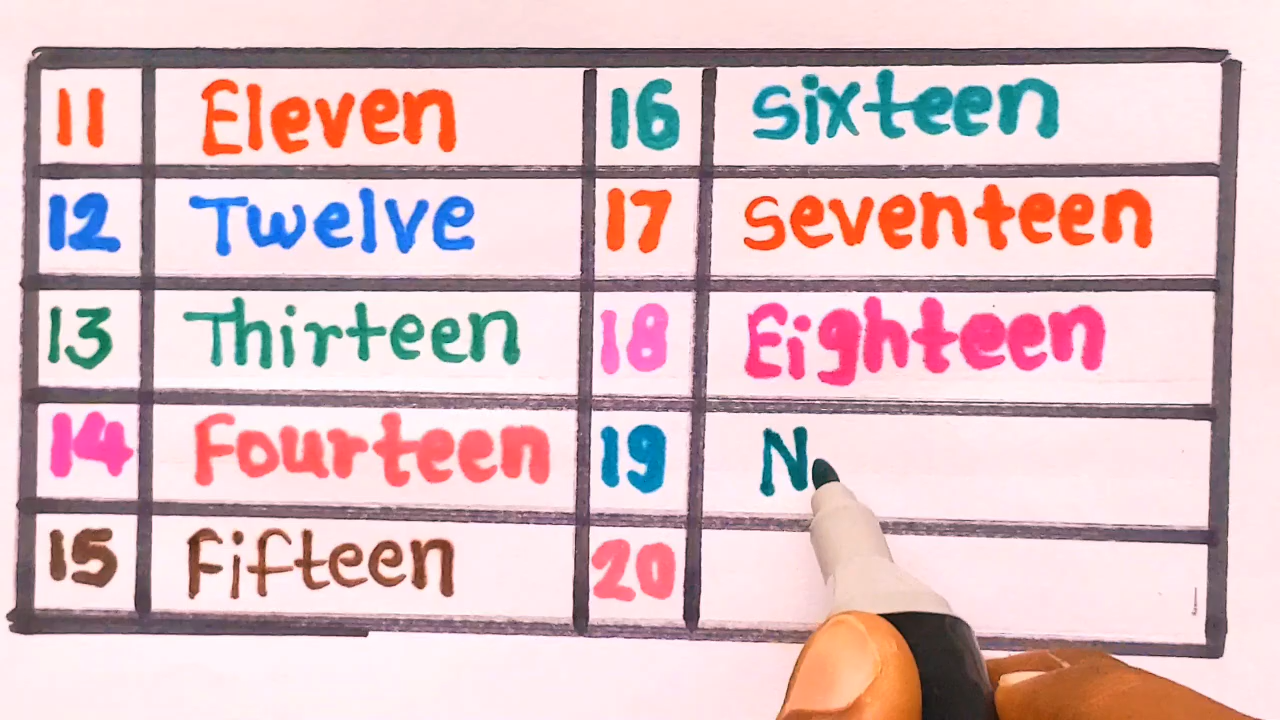 11 Eleven 16 Sixteen
12 Twelve 17 Seventeen
13 Thirteen 18 Eighteen
14 Fourteen 19 N
15 Fifteen 20